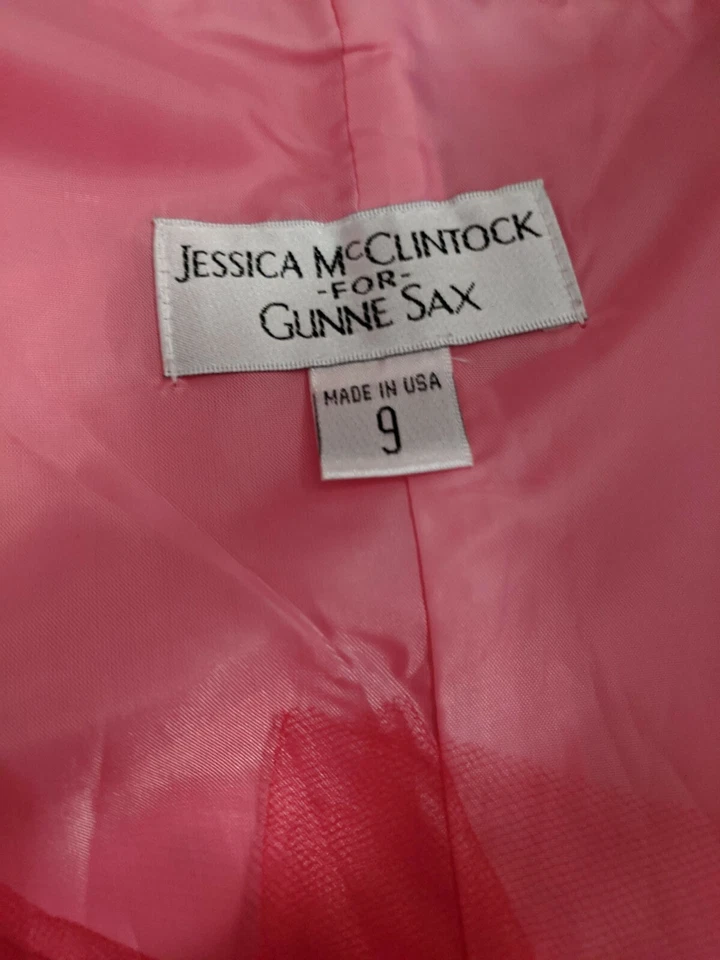 JESSICA McCLINTOCK
-FOR-
GUNNE SAX
MADE IN USA
9